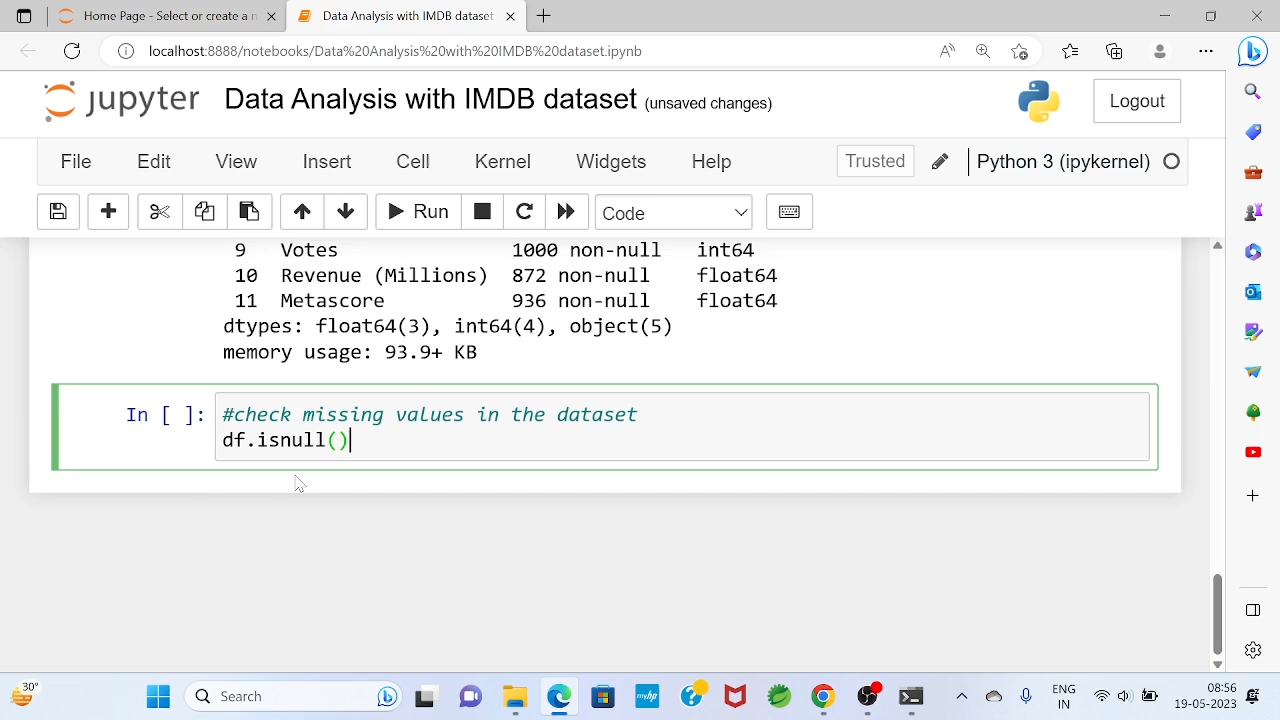 Home Page - Select or create a n
Data Analysis with IMDB dataset
localhost:8888/notebooks/Data%20Analysis%20with%20IMDB%20dataset.ipynb
jupyter Data Analysis with IMDB dataset (unsaved changes)
Logout
File Edit View Insert Cell Kernel Widgets Help Trusted Python 3 (ipykernel)
Run Code
9 Votes 1000 non-null int64
10 Revenue (Millions) 872 non-null float64
11 Metascore 936 non-null float64
dtypes: float64(3), int64(4), object(5)
memory usage: 93.9+ KB
In [ ]: #check missing values in the dataset
df.isnull()
30°
Search
myhp
ENG
IN
08:56
19-05-2023